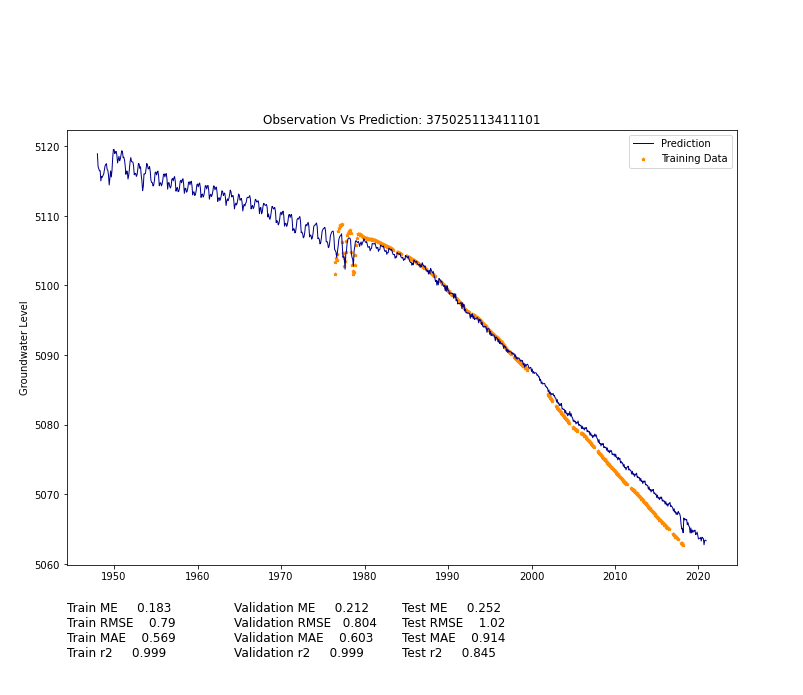 Observation Vs Prediction: 375025113411101
Prediction
Training Data
Groundwater Level
5120
5110
5100
5090
5080
5070
5060
1950 1960 1970 1980 1990 2000 2010 2020
Train ME 0.183 Validation ME 0.212 Test ME 0.252
Train RMSE 0.79 Validation RMSE 0.804 Test RMSE 1.02
Train MAE 0.569 Validation MAE 0.603 Test MAE 0.914
Train r2 0.999 Validation r2 0.999 Test r2 0.845